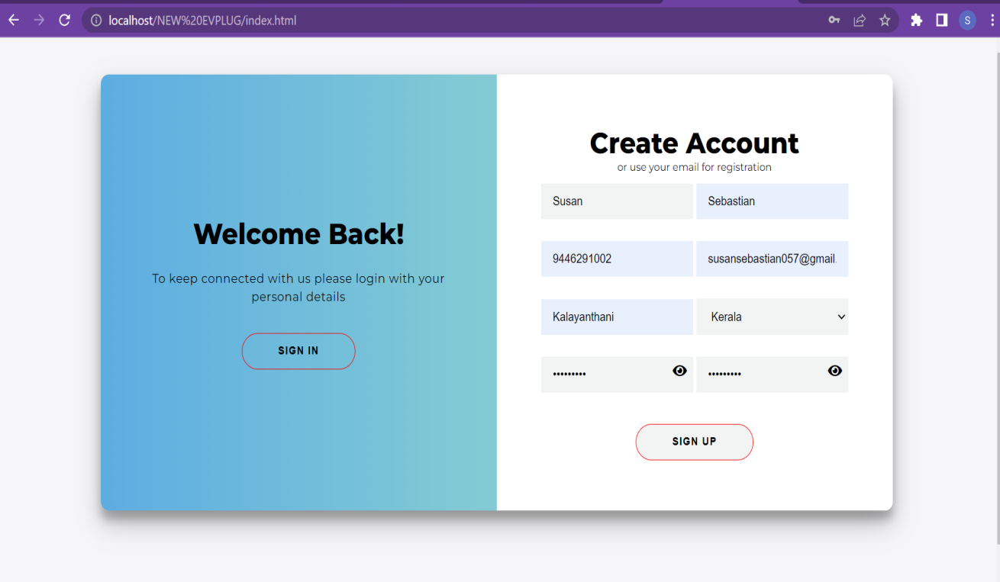 localhost/NEW%20EVPLUG/index.html
S
Welcome Back!
To keep connected with us please login with your
personal details
SIGN IN
Create Account
or use your email for registration
Susan Sebastian
9446291002 susansebastian057@gmail.
Kalayanthani Kerala
••••••••• •••••••••
SIGN UP